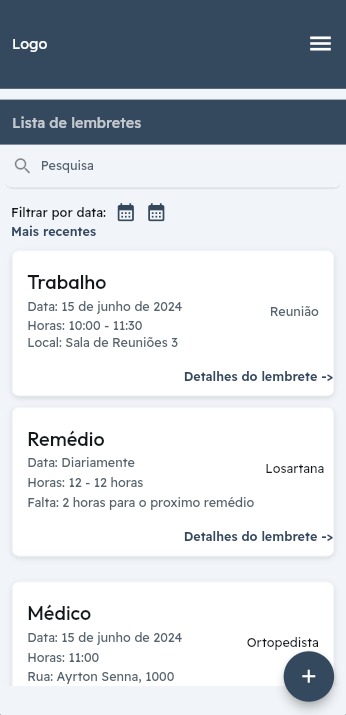 Logo
Lista de lembretes
Pesquisa
Filtrar por data:
Mais recentes
Trabalho
Data: 15 de junho de 2024
Reunião
Horas: 10:00 - 11:30
Local: Sala de Reuniões 3
Detalhes do lembrete ->
Remédio
Data: Diariamente
Losartana
Horas: 12 - 12 horas
Falta: 2 horas para o proximo remédio
Detalhes do lembrete ->
Médico
Data: 15 de junho de 2024
Ortopedista
Horas: 11:00
Rua: Ayrton Senna, 1000
+